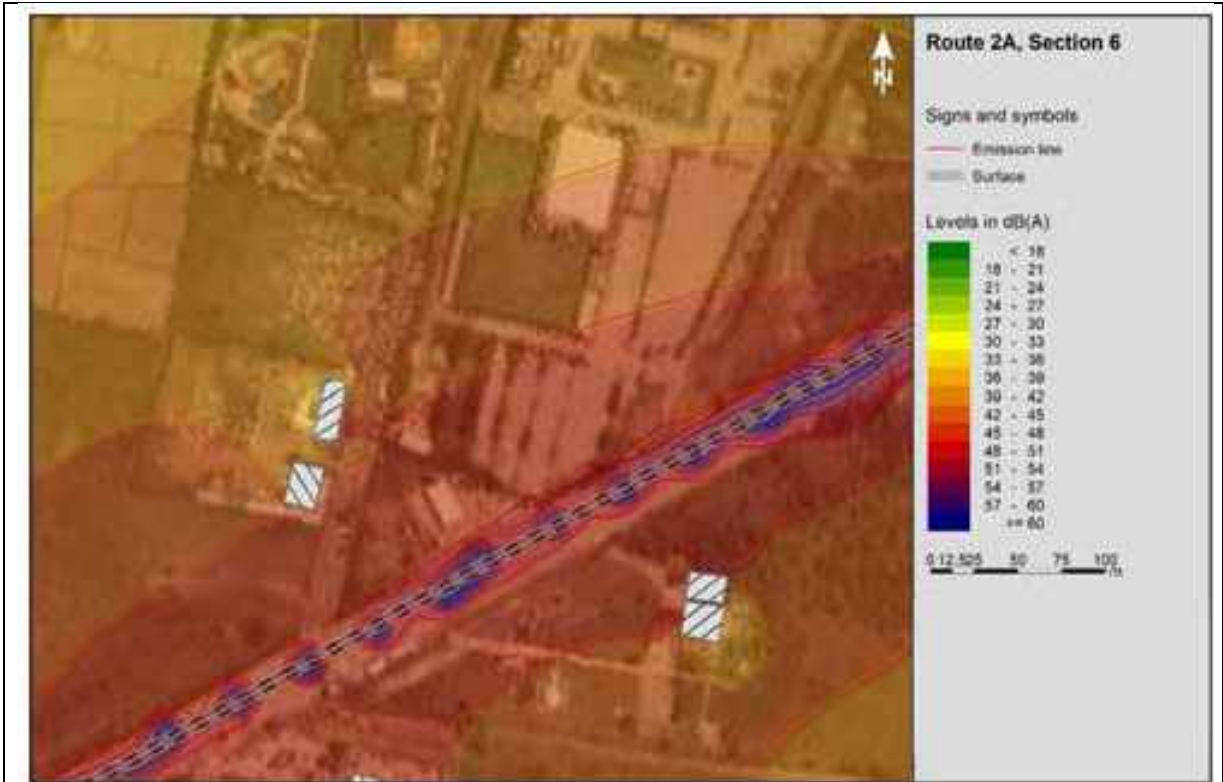 N
Route 2A, Section 6
Signs and symbols
Emission line
Surface
Levels in dB(A)
< 18
18 - 21
21 - 24
24 - 27
27 - 30
30 - 33
33 - 36
36 - 39
39 - 42
42 - 45
45 - 48
48 - 51
51 - 54
54 - 57
57 - 60
>= 60
0 12.5 25 50 75 100